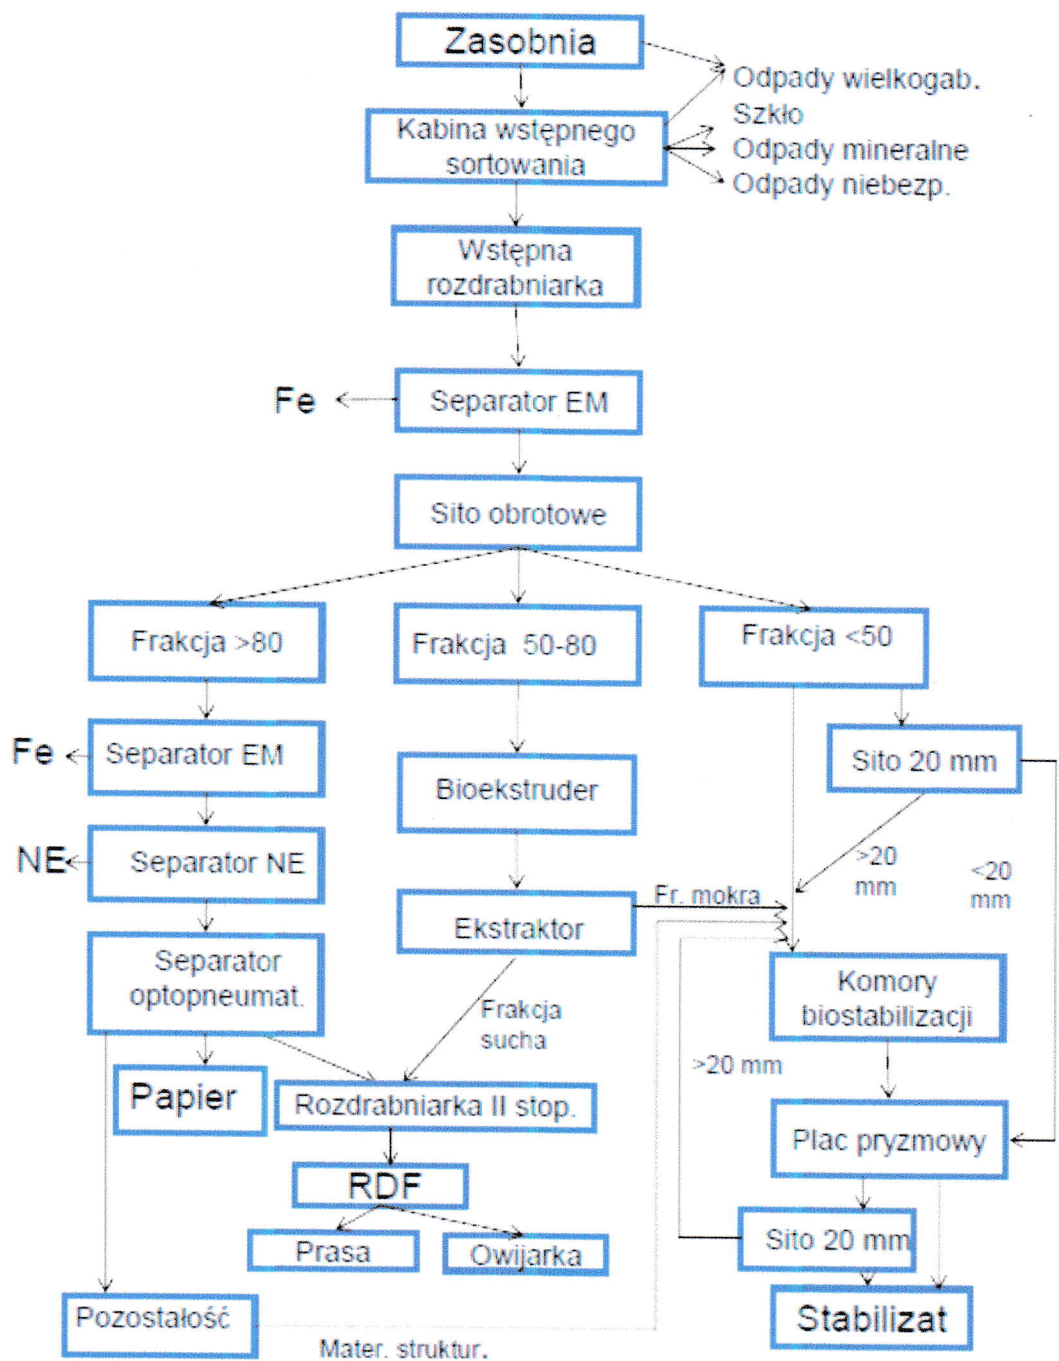 Zasobnia
Odpady wielkogab.
Szkło
Odpady mineralne
Odpady niebezp.
Kabina wstępnego
sortowania
Wstępna
rozdrabniarka
Fe
Separator EM
Sito obrotowe
Frakcja >80
Frakcja 50-80
Frakcja <50
Fe
Separator EM
Bioekstruder
Sito 20 mm
NE
Separator NE
>20
mm
<20
mm
Fr. mokra
Ekstraktor
Separator
optopneumat.
Frakcja
sucha
Komory
biostabilizacji
>20 mm
Papier
Rozdrabniarka II stop.
Plac pryzmowy
RDF
Prasa
Owijarka
Sito 20 mm
Pozostałość
Stabilizat
Mater. struktur.